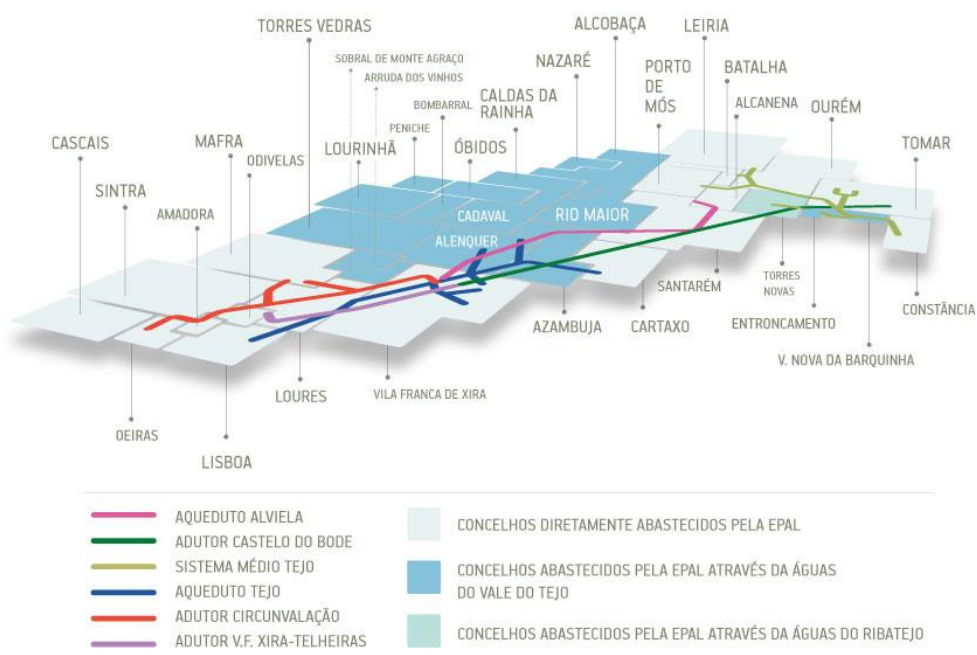 TORRES VEDRAS
ALCOBAÇA
LEIRIA
SOBRAL DE MONTE AGRAÇO
ARRUDA DOS VINHOS
NAZARÉ
PORTO
DE
MÓS
BATALHA
BOMBARRAL
CALDAS DA
RAINHA
ALCANENA
OURÉM
CASCAIS
MAFRA
ODIVELAS
PENICHE
LOURINHÃ
ÓBIDOS
TOMAR
SINTRA
AMADORA
CADAVAL
RIO MAIOR
ALENQUER
SANTARÉM
TORRES
NOVAS
CONSTÂNCIA
AZAMBUJA
CARTAXO
ENTRONCAMENTO
V. NOVA DA BARQUINHA
LOURES
VILA FRANCA DE XIRA
OEIRAS
LISBOA
AQUEDUTO ALVIELA
ADUTOR CASTELO DO BODE
SISTEMA MÉDIO TEJO
AQUEDUTO TEJO
ADUTOR CIRCUNVALAÇÃO
ADUTOR V.F. XIRA-TELHEIRAS
CONCELHOS DIRETAMENTE ABASTECIDOS PELA EPAL
CONCELHOS ABASTECIDOS PELA EPAL ATRAVÉS DA ÁGUAS
DO VALE DO TEJO
CONCELHOS ABASTECIDOS PELA EPAL ATRAVÉS DA ÁGUAS DO RIBATEJO